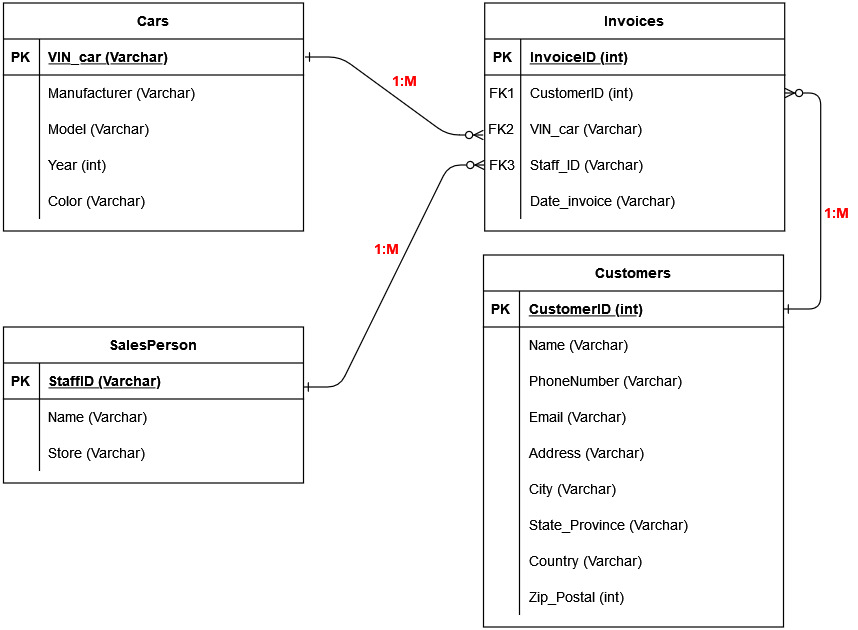 Cars
PK VIN_car (Varchar)
Manufacturer (Varchar)
Model (Varchar)
Year (int)
Color (Varchar)
1:M
Invoices
PK InvoiceID (int)
FK1 CustomerID (int)
FK2 VIN_car (Varchar)
FK3 Staff_ID (Varchar)
Date_invoice (Varchar)
1:M
1:M
SalesPerson
PK StaffID (Varchar)
Name (Varchar)
Store (Varchar)
Customers
PK CustomerID (int)
Name (Varchar)
PhoneNumber (Varchar)
Email (Varchar)
Address (Varchar)
City (Varchar)
State_Province (Varchar)
Country (Varchar)
Zip_Postal (int)